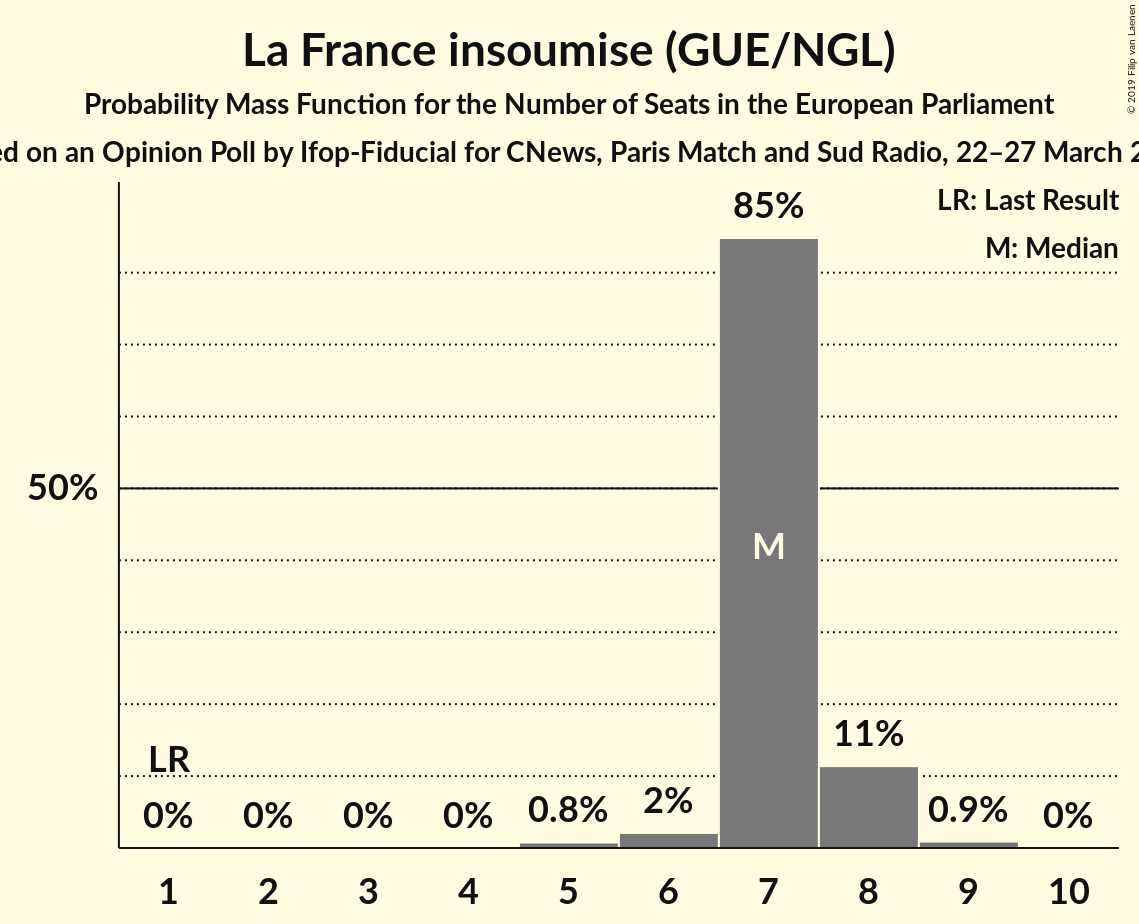 La France insoumise (GUE/NGL)
Probability Mass Function for the Number of Seats in the European Parliament
on an Opinion Poll by Ifop-Fiducial for CNews, Paris Match and Sud Radio, 22–27 March
© 2019 Filip van Laenen
LR: Last Result
M: Median
85%
50%
M
LR
11%
0%
0%
0%
0%
0.8%
2%
0.9%
0%
1
2
3
4
5
6
7
8
9
10